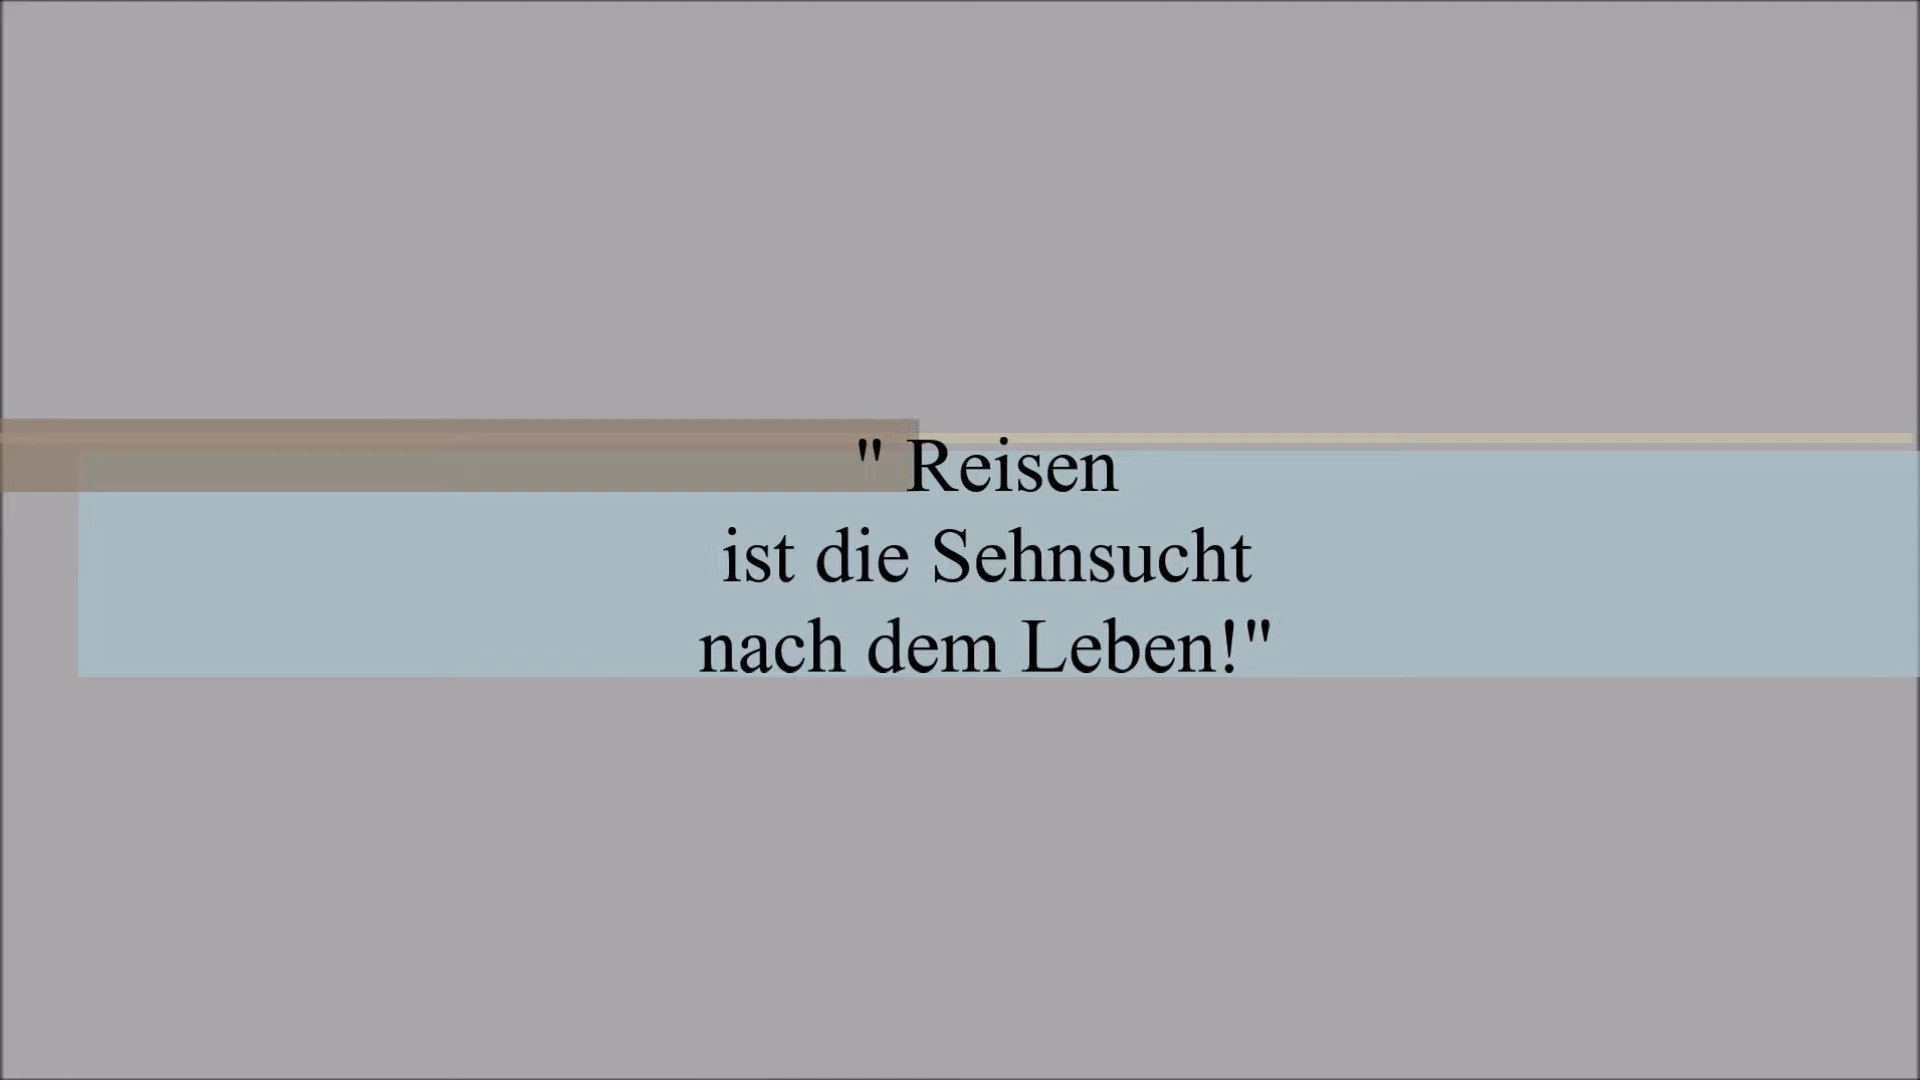 " Reisen
ist die Sehnsucht
nach dem Leben!"